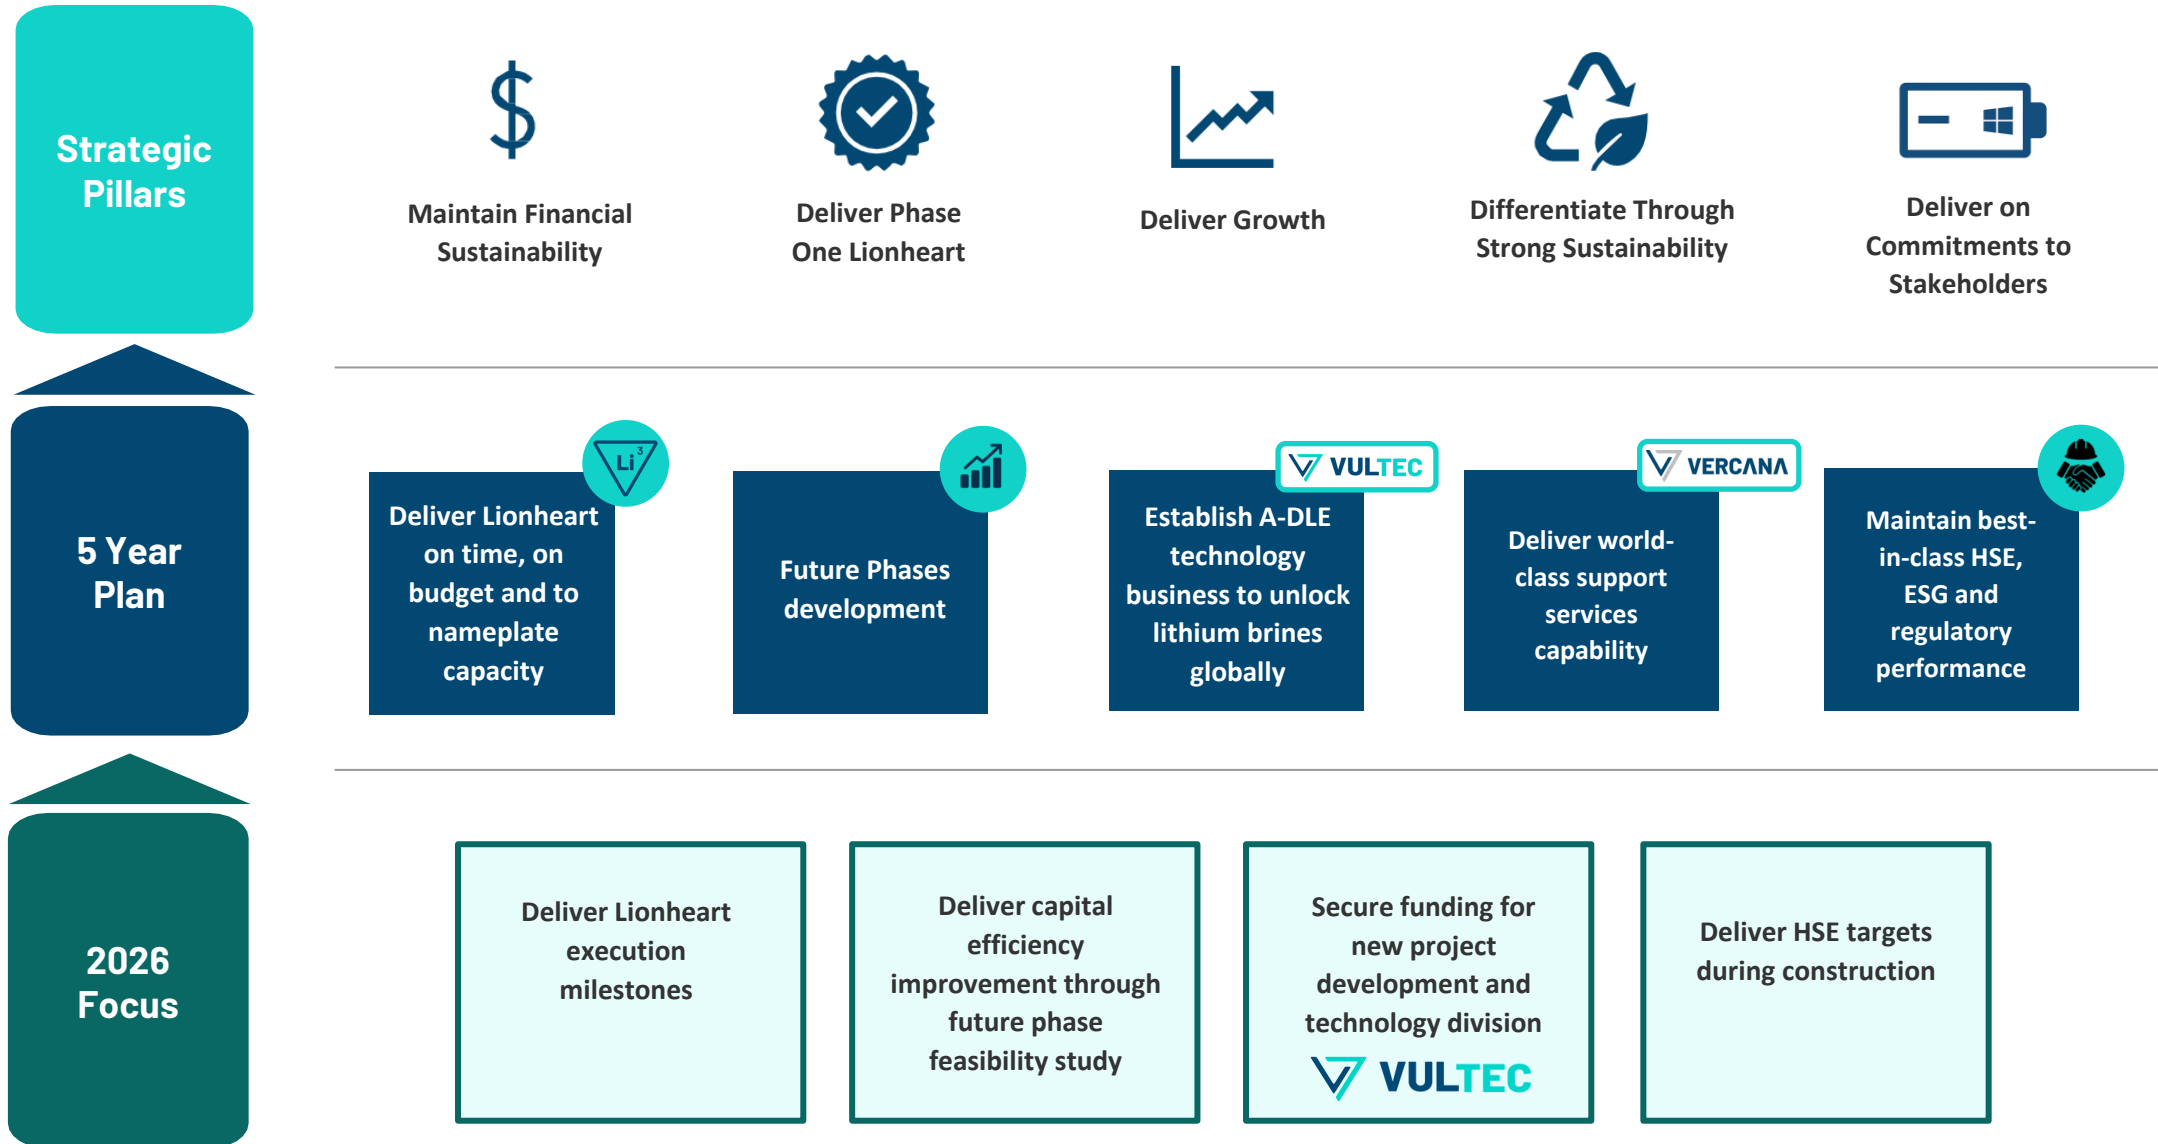 Strategic
Pillars
Maintain Financial
Sustainability
Deliver Phase
One Lionheart
Deliver Growth
Differentiate Through
Strong Sustainability
Deliver on
Commitments to
Stakeholders
5 Year
Plan
Li 3
Deliver Lionheart
on time, on
budget and to
nameplate
capacity
Future Phases
development
VULTEC
Establish A-DLE
technology
business to unlock
lithium brines
globally
VERCANA
Deliver world-
class support
services
capability
Maintain best-
in-class HSE,
ESG and
regulatory
performance
2026
Focus
Deliver Lionheart
execution
milestones
Deliver capital
efficiency
improvement through
future phase
feasibility study
Secure funding for
new project
development and
technology division
VULTEC
Deliver HSE targets
during construction